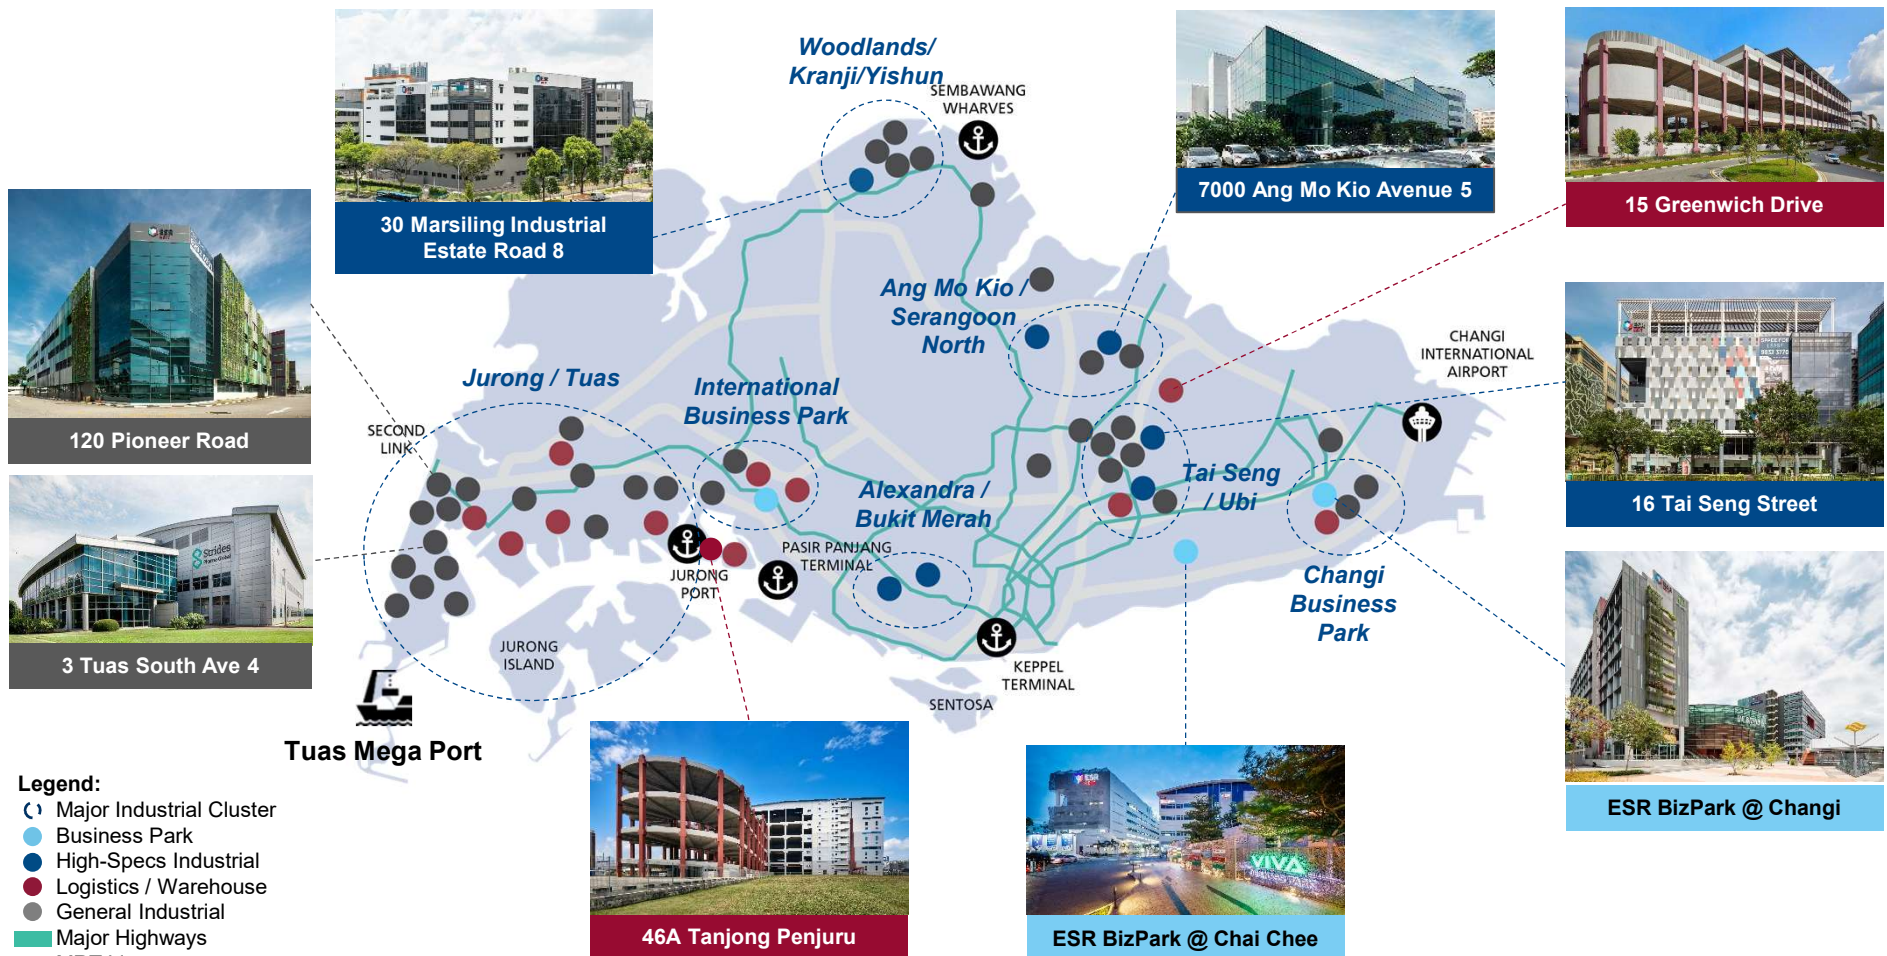 Woodlands/
Kranji/Yishun
SEMBAWANG
WHARVES
30 Marsiling Industrial
Estate Road 8
7000 Ang Mo Kio Avenue 5
15 Greenwich Drive
120 Pioneer Road
Ang Mo Kio /
Serangoon
North
CHANGI
INTERNATIONAL
AIRPORT
Jurong / Tuas
International
Business Park
SECOND
LINK
16 Tai Seng Street
Alexandra /
Bukit Merah
Tai Seng
/ Ubi
Strides
3 Tuas South Ave 4
PASIR PANJANG
TERMINAL
JURONG
PORT
Changi
Business
Park
JURONG
ISLAND
KEPPEL
TERMINAL
SENTOSA
Tuas Mega Port
ESR BizPark @ Changi
VIVA
46A Tanjong Penjuru
ESR BizPark @ Chai Chee
Legend:
Major Industrial Cluster
Business Park
High-Specs Industrial
Logistics / Warehouse
General Industrial
Major Highways